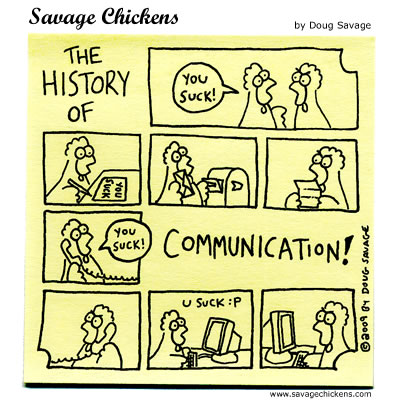 Savage Chickens
by Doug Savage
THE
HISTORY
OF
YOU
SUCK!
YOU
SUCK
YOU
SUCK!
COMMUNICATION!
U SUCK :P
©2009 BY DOUG SAVAGE
www.savagechickens.com